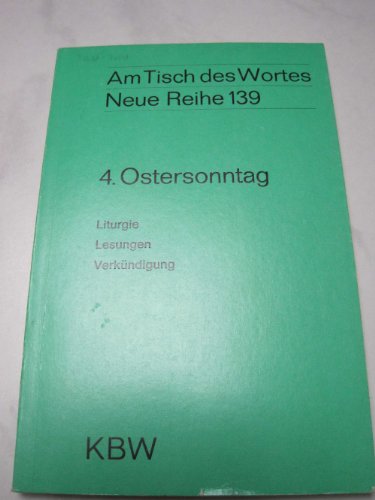 Am Tisch des Wortes
Neue Reihe 139
4. Ostersonntag
Liturgie
Lesungen
Verkündigung
KBW